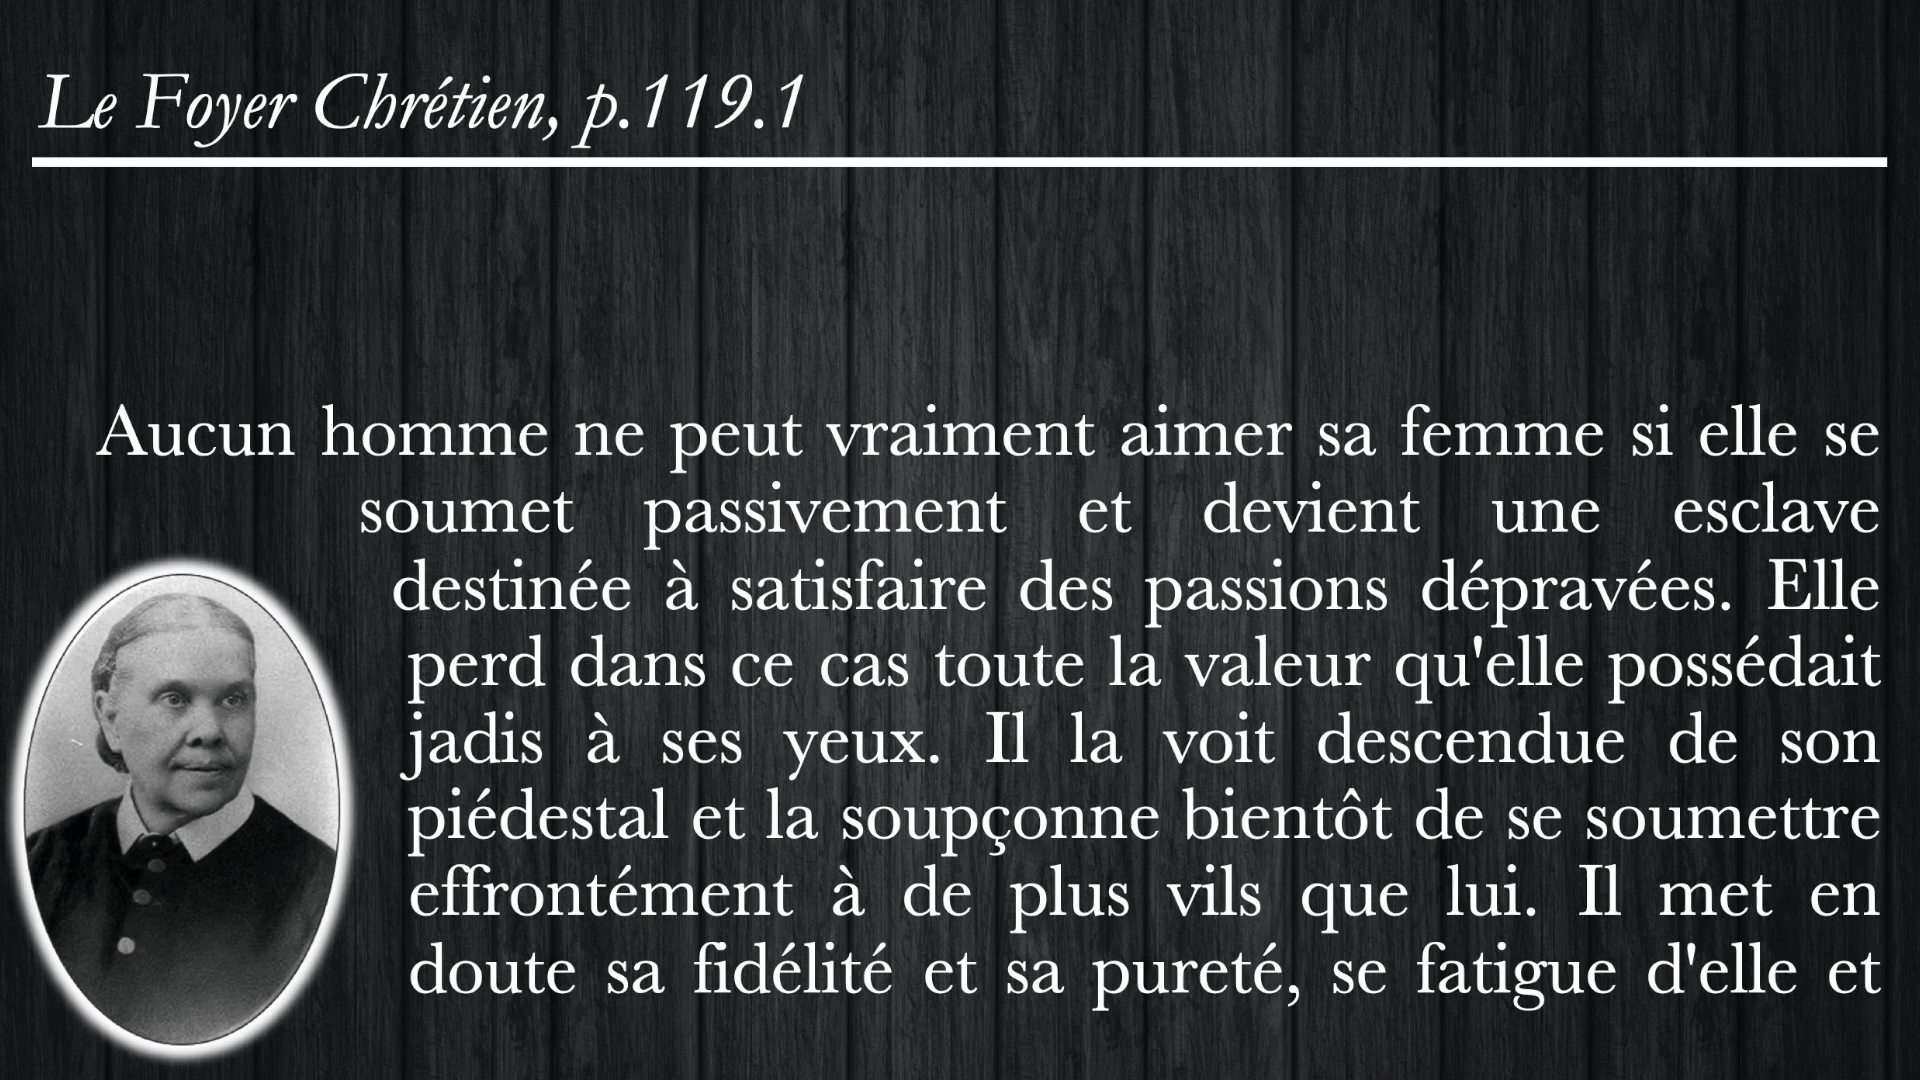 Le Foyer Chrétien, p.119.1
Aucun homme ne peut vraiment aimer sa femme si elle se
soumet passivement et devient une esclave
destinée à satisfaire des passions dépravées. Elle
perd dans ce cas toute la valeur qu'elle possédait
jadis à ses yeux. Il la voit descendue de son
piédestal et la soupçonne bientôt de se soumettre
effrontément à de plus vils que lui. Il met en
doute sa fidélité et sa pureté, se fatigue d'elle et